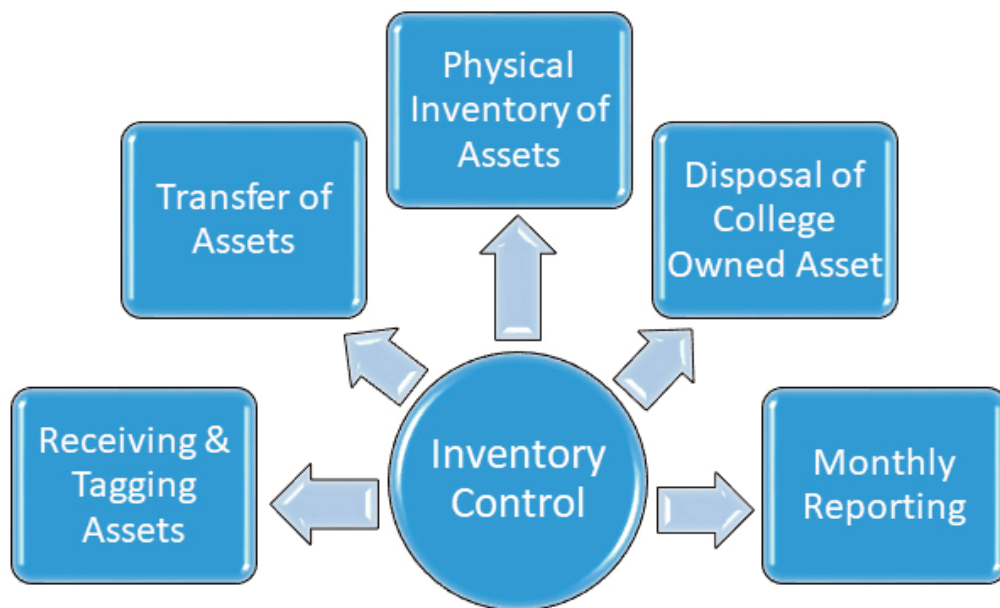 Physical
Inventory of
Assets
Transfer of
Assets
Disposal of
College
Owned Asset
Receiving &
Tagging
Assets
Inventory
Control
Monthly
Reporting